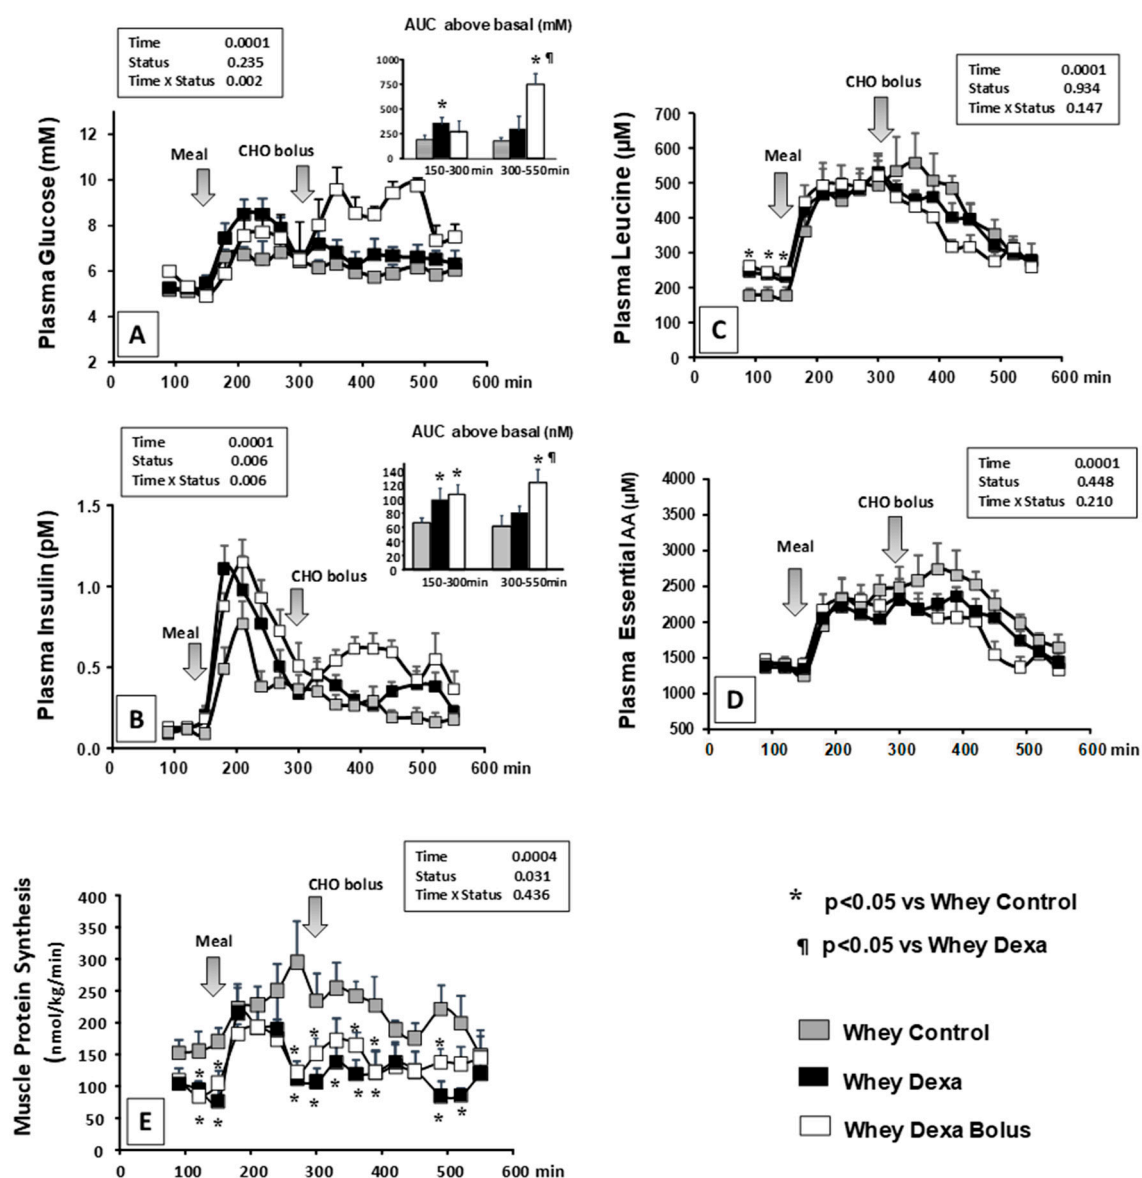 AUC above basal (mM)
Time 0.0001
Status 0.235
Time x Status 0.002
1000
750
500
250
0
*
* ¶
150-300min 300-550min
Meal
CHO bolus
Plasma Glucose (mM)
12
10
8
6
4
2
A
0 100 200 300 400 500 600 min
Time 0.0001
Status 0.934
Time x Status 0.147
CHO bolus
Meal
Plasma Leucine (µM)
700
600
500
400
300
200
100
0
* * *
C
0 100 200 300 400 500 600 min
AUC above basal (nM)
Time 0.0001
Status 0.006
Time x Status 0.006
140
120
100
80
60
40
20
0
* *
* ¶
150-300min 300-550min
Meal
CHO bolus
Plasma Insulin (pM)
1.5
1.0
0.5
0.0
B
0 100 200 300 400 500 600 min
Time 0.0001
Status 0.448
Time x Status 0.210
CHO bolus
Meal
Plasma Essential AA (µM)
4000
3500
3000
2500
2000
1500
1000
500
D
0 100 200 300 400 500 600 min
Time 0.0004
Status 0.031
Time x Status 0.436
CHO bolus
Meal
Muscle Protein Synthesis
(nmol/kg/min)
400
350
300
250
200
150
100
50
0
* * * * * * *
* * * * * * * * *
E
0 100 200 300 400 500 600 min
* p<0.05 vs Whey Control
¶ p<0.05 vs Whey Dexa
Whey Control
Whey Dexa
Whey Dexa Bolus